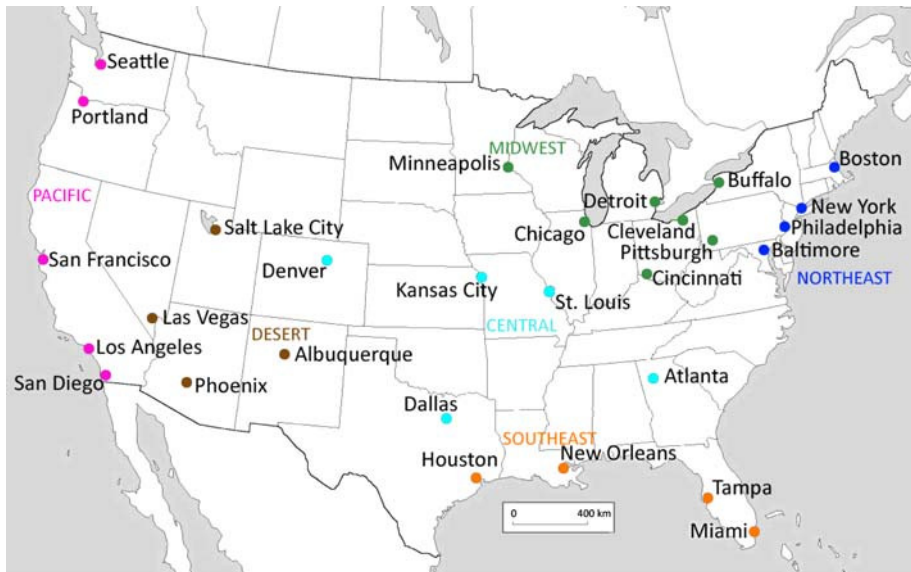 Seattle
Portland
MIDWEST
Minneapolis
Boston
Buffalo
PACIFIC
Detroit
New York
Salt Lake City
Chicago
Cleveland
Philadelphia
Pittsburgh
Baltimore
San Francisco
Denver
Kansas City
Cincinnati
NORTHEAST
St. Louis
Las Vegas
CENTRAL
DESERT
Los Angeles
Albuquerque
San Diego
Phoenix
Atlanta
Dallas
SOUTHEAST
Houston
New Orleans
Tampa
0 400 km
Miami